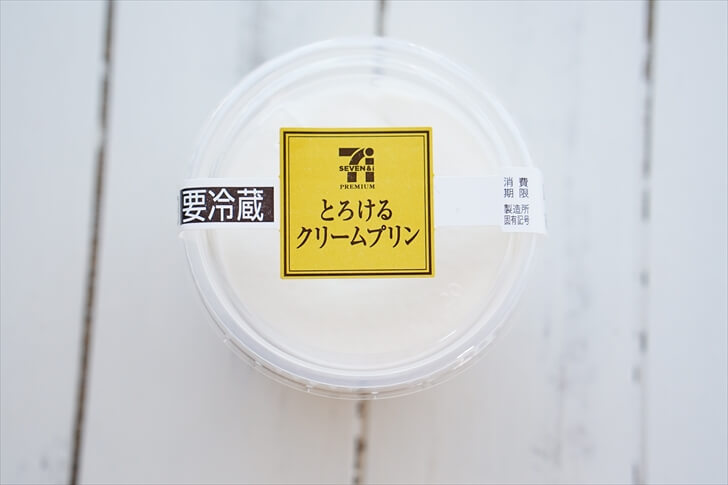 SEVEN & i
PREMIUM
とろける
クリームプリン
要冷蔵
消費
期限
製造所
固有記号